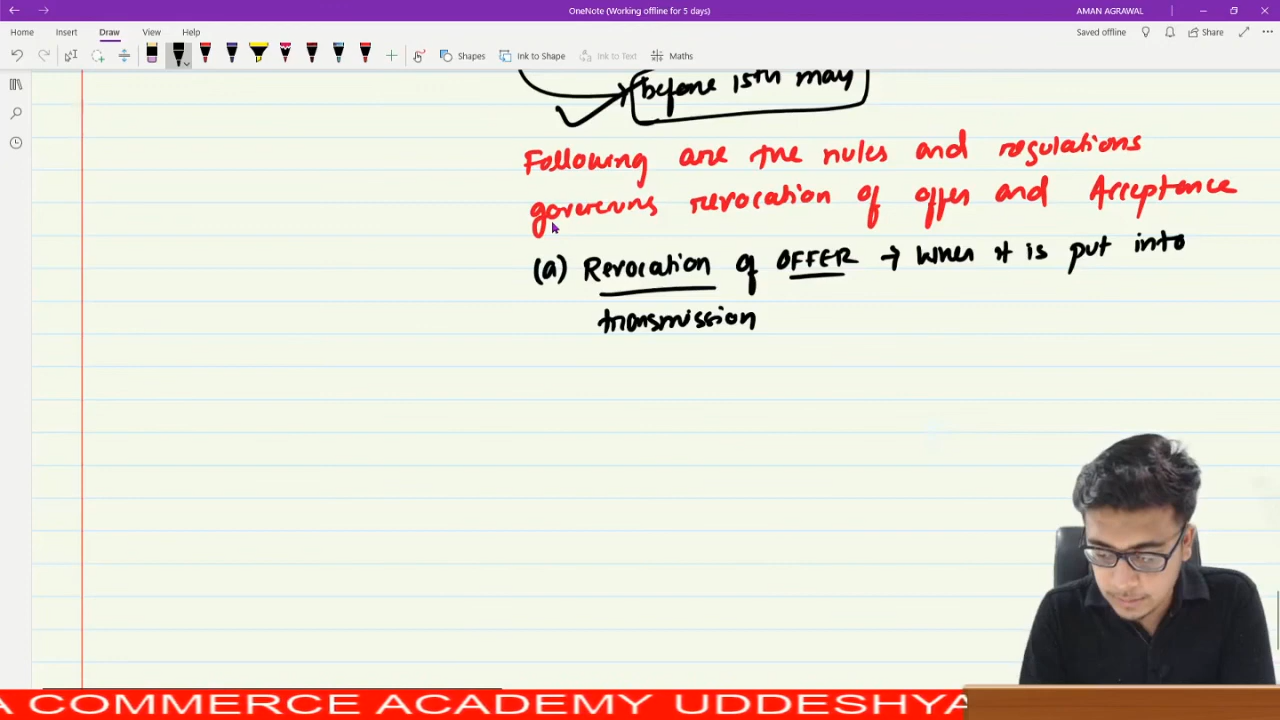 OneNote (Working offline for 5 days)
AMAN AGRAWAL
Home Insert Draw View Help
Saved offline
Share
Shapes
Ink to Shape
Ink to Text
Maths
before 15th may
Following are the rules and regulations
goverening revocation of offer and Acceptance
(a) Revocation of OFFER → When it is put into
transmission
A COMMERCE ACADEMY UDDESHYA